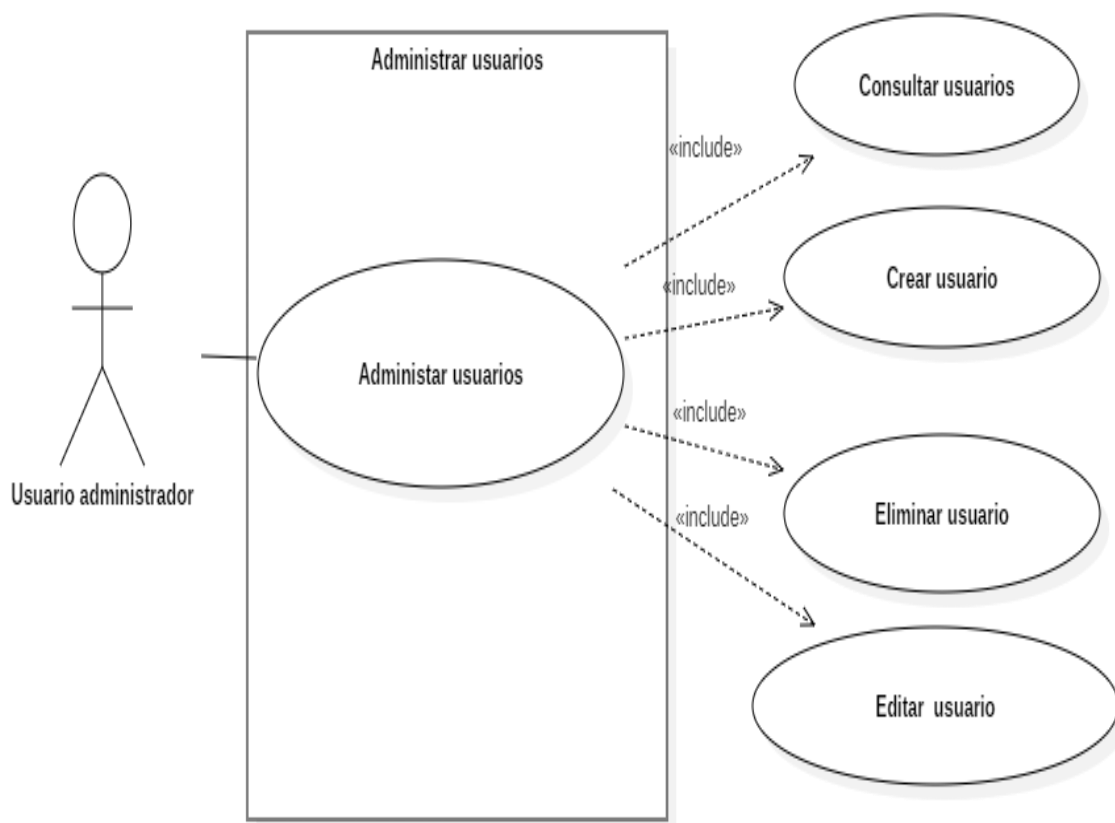 Administrar usuarios
Consultar usuarios
«include»
Crear usuario
«include»
Administar usuarios
«include»
Eliminar usuario
Usuario administrador
«include»
Editar usuario